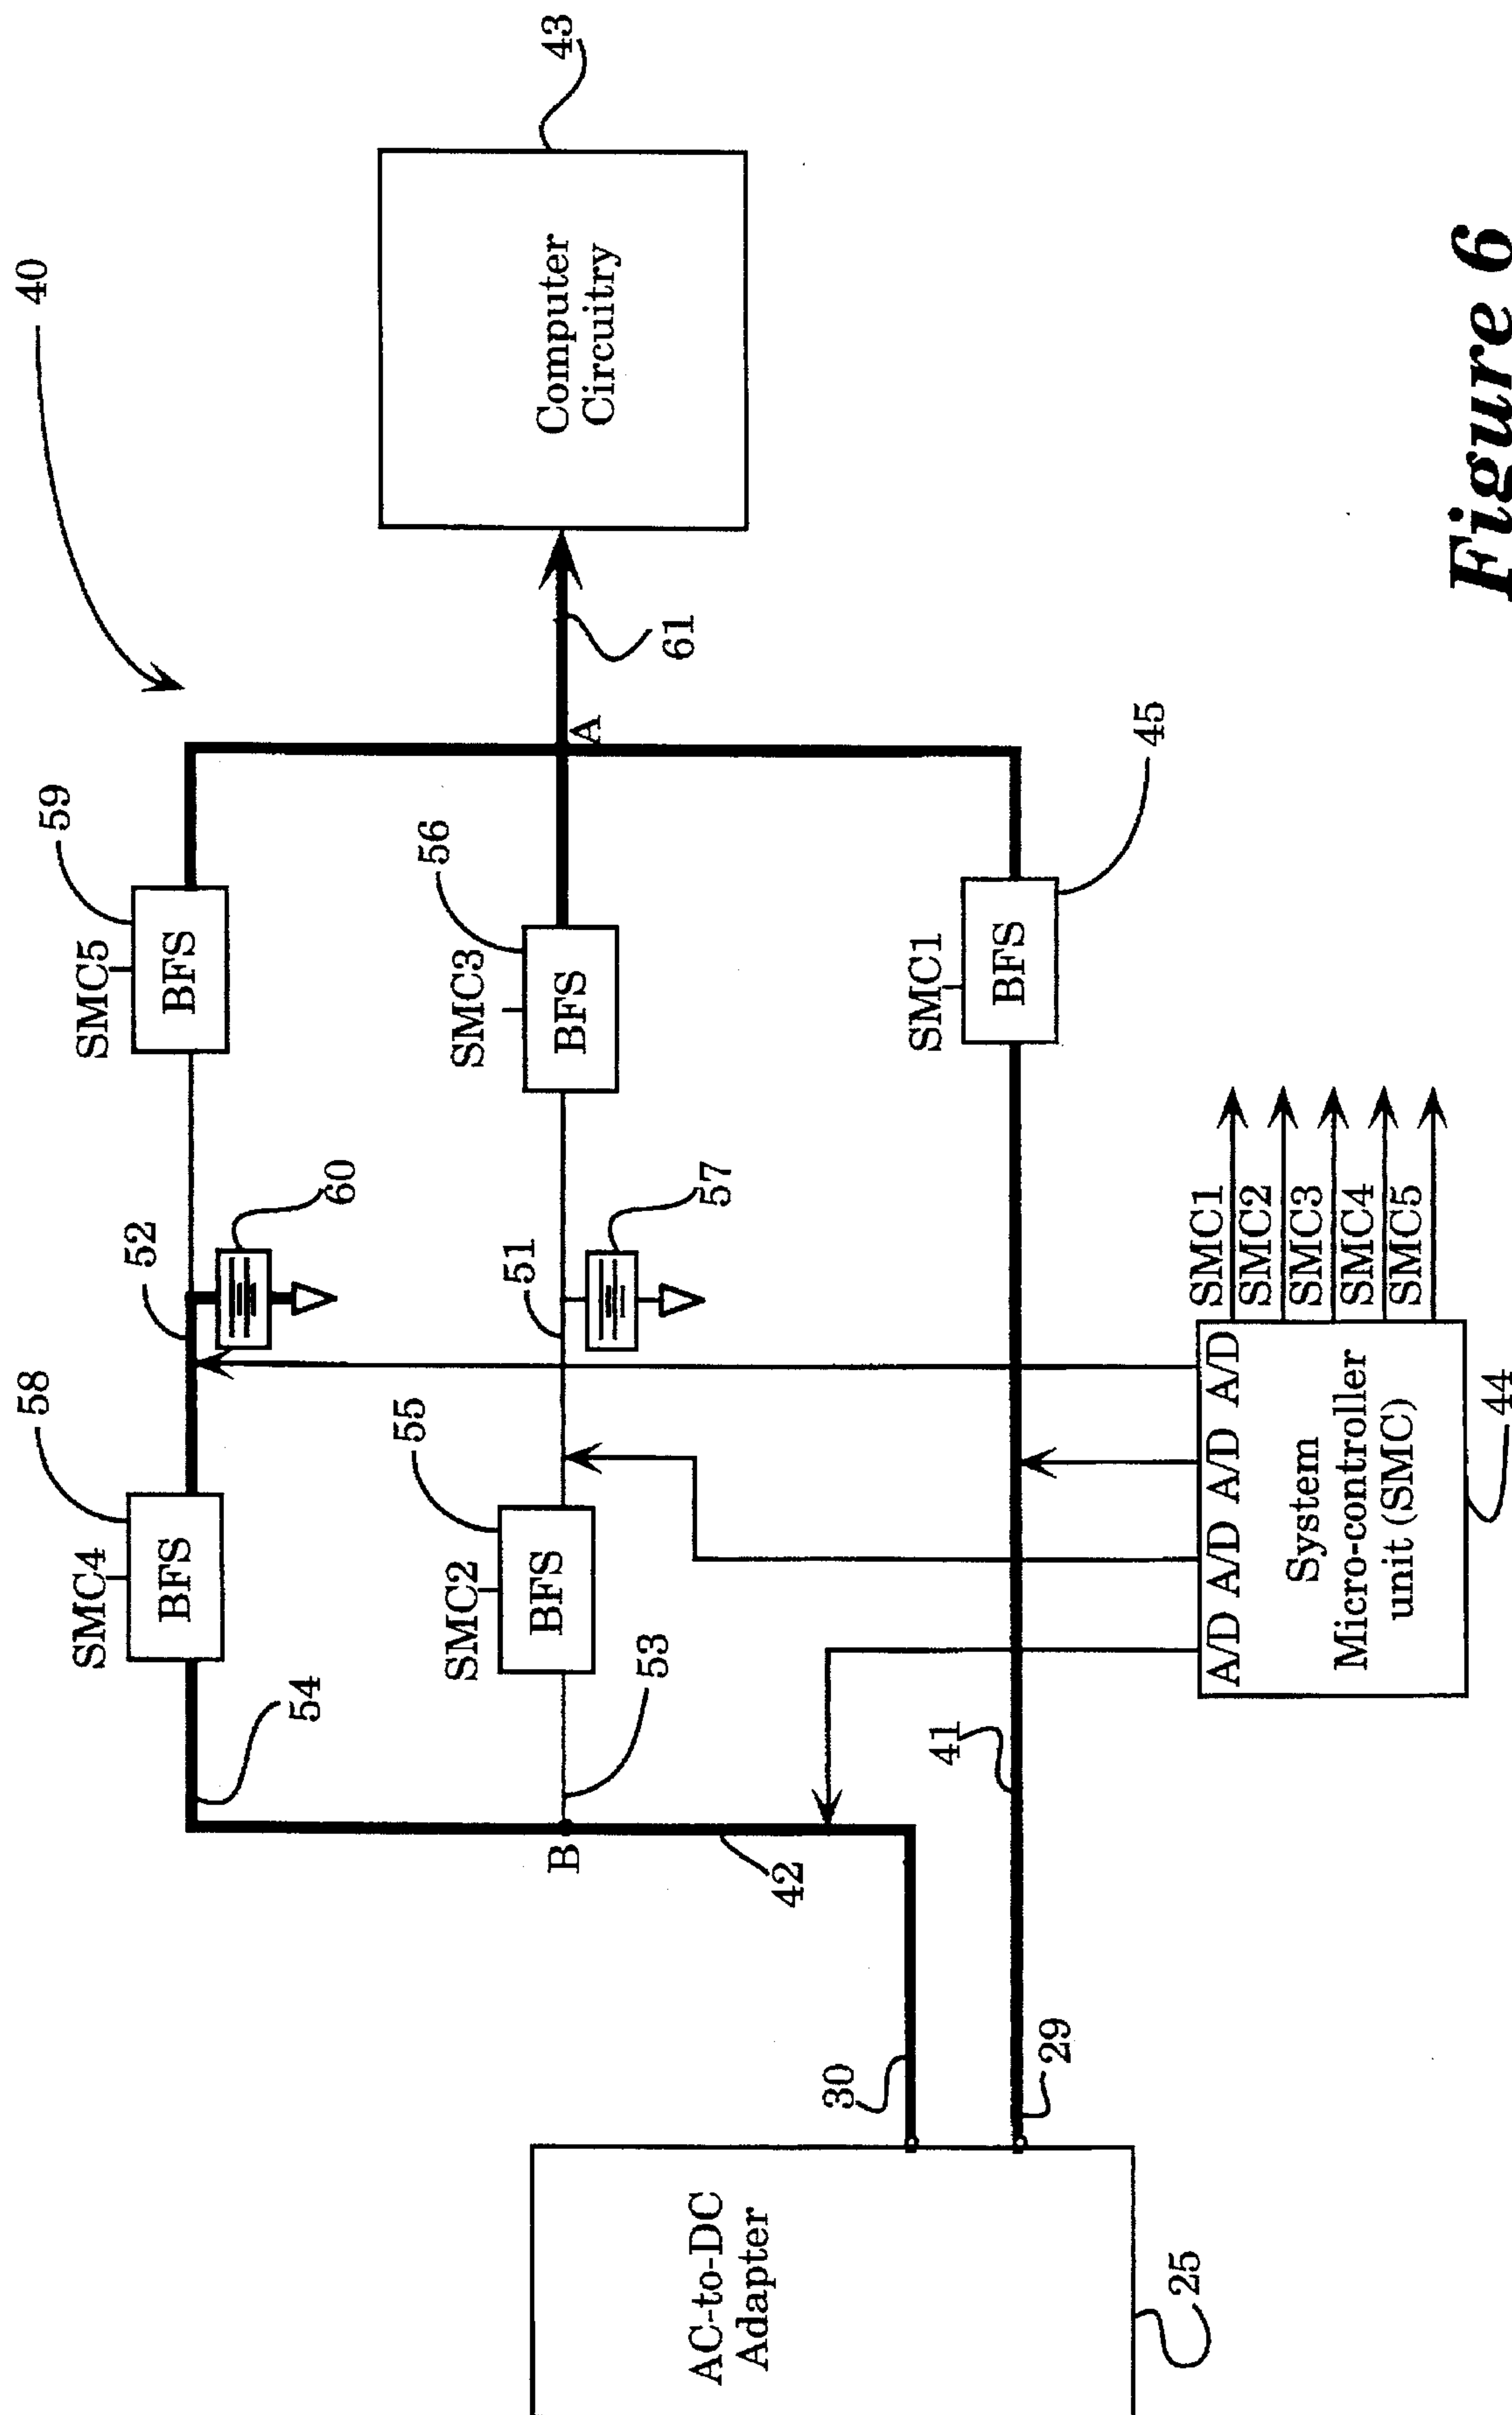 40
59
SMC5
BFS
58
SMC4
BFS
52
60
54
56
SMC3
BFS
55
SMC2
BFS
51
57
53
B
A
61
Computer
Circuitry
43
42
30
AC-to-DC
Adapter
25
29
41
SMC1
BFS
45
A/D A/D A/D A/D
System
Micro-controller
unit (SMC)
44
SMC1
SMC2
SMC3
SMC4
SMC5
Figure 6